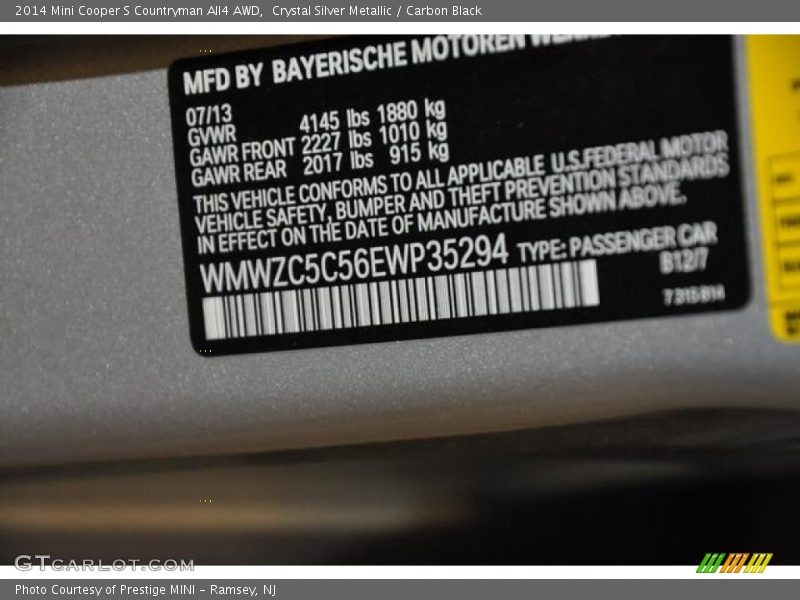 2014 Mini Cooper S Countryman All4 AWD,  Crystal Silver Metallic / Carbon Black
MFD BY BAYERISCHE MOTOREN
07/13
GVWR 4145 lbs 1880 kg
GAWR FRONT 2227 lbs 1010 kg
GAWR REAR 2017 lbs 915 kg
THIS VEHICLE CONFORMS TO ALL APPLICABLE U.S.FEDERAL MOTOR
VEHICLE SAFETY, BUMPER AND THEFT PREVENTION STANDARDS
IN EFFECT ON THE DATE OF MANUFACTURE SHOWN ABOVE.
WMWZC5C56EWP35294 TYPE: PASSENGER CAR
B12/7
GTCARLOT.COM
Photo Courtesy of Prestige MINI – Ramsey, NJ